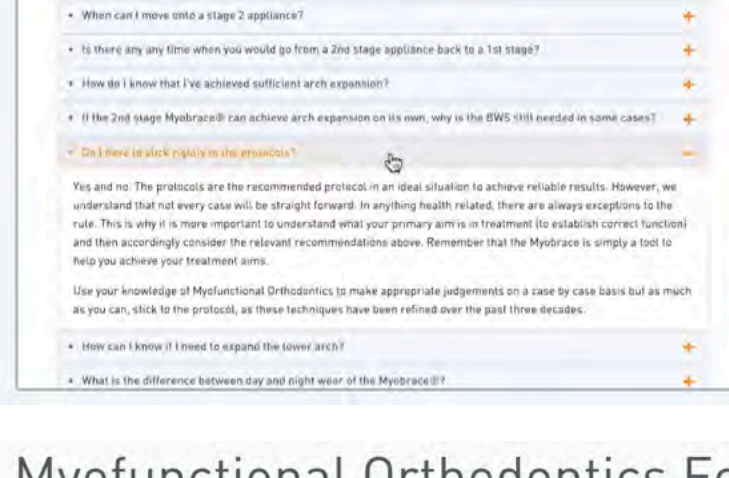 When can I move onto a stage 2 appliance?
Is there any any time when you would go from a 2nd stage appliance back to a 1st stage?
How do I know that I've achieved sufficient arch expansion?
If the 2nd stage Myobrace® can achieve arch expansion on its own, why is the BWS still needed in some cases?
Do I have to stick rigidly to the protocols?
Yes and no. The protocols are the recommended protocol in an ideal situation to achieve reliable results. However, we
understand that not every case will be straight forward. In anything health related, there are always exceptions to the
rule. This is why it is more important to understand what your primary aim is in treatment (to establish correct function)
and then accordingly consider the relevant recommendations above. Remember that the Myobrace is simply a tool to
help you achieve your treatment aims.
Use your knowledge of Myofunctional Orthodontics to make appropriate judgements on a case by case basis but as much
as you can, stick to the protocol, as these techniques have been refined over the past three decades.
How can I know if I need to expand the lower arch?
What is the difference between day and night wear of the Myobrace®?
Myofunctional Orthodontics